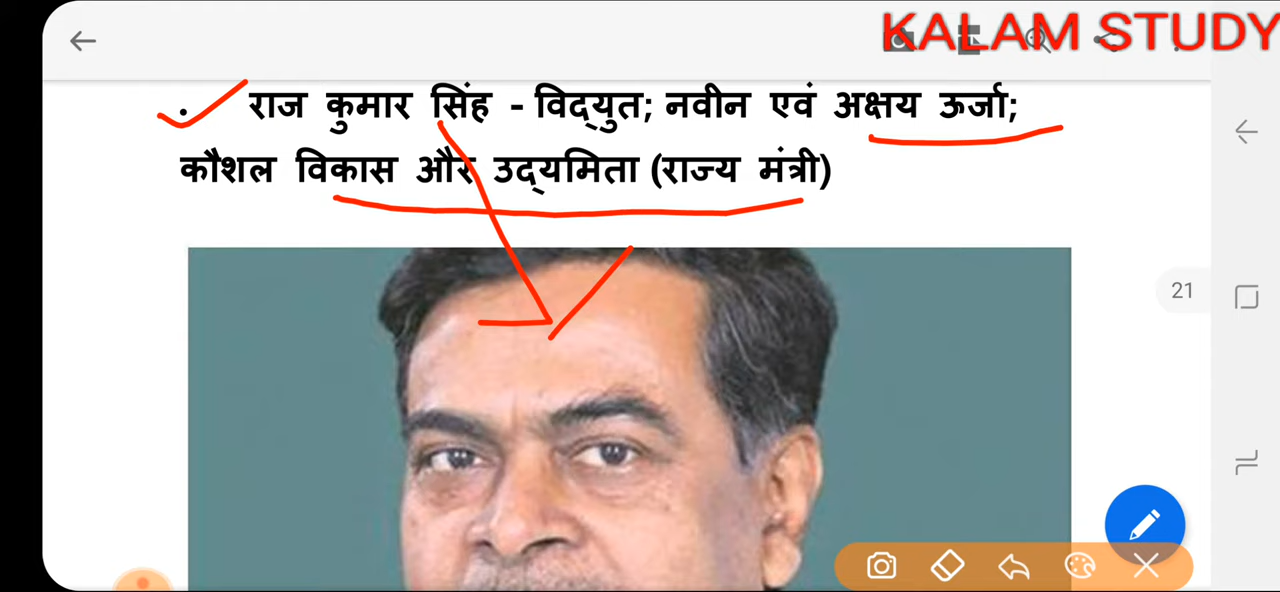 KALAM STUDY
. राज कुमार सिंह - विद्युत; नवीन एवं अक्षय ऊर्जा;
कौशल विकास और उद्यमिता (राज्य मंत्री)
21